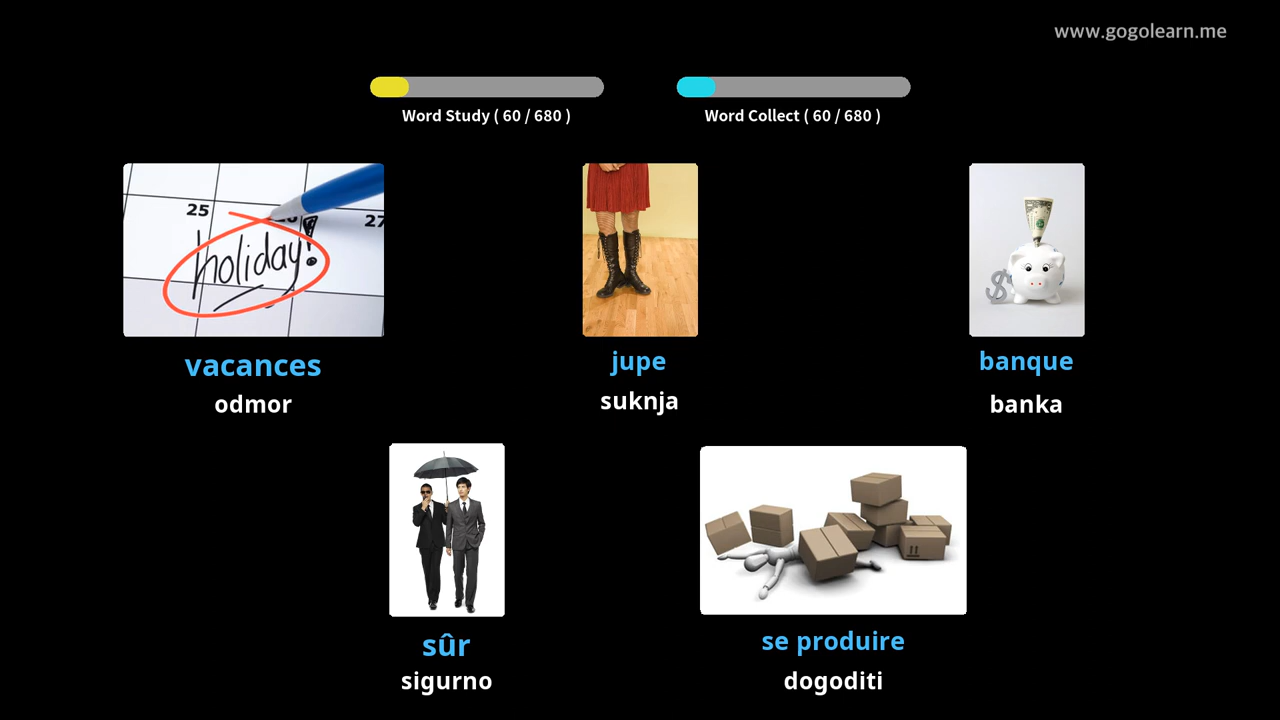 www.gogolearn.me
Word Study ( 60 / 680 )
Word Collect ( 60 / 680 )
25
27
holiday!
vacances
odmor
jupe
suknja
$
banque
banka
sûr
sigurno
se produire
dogoditi